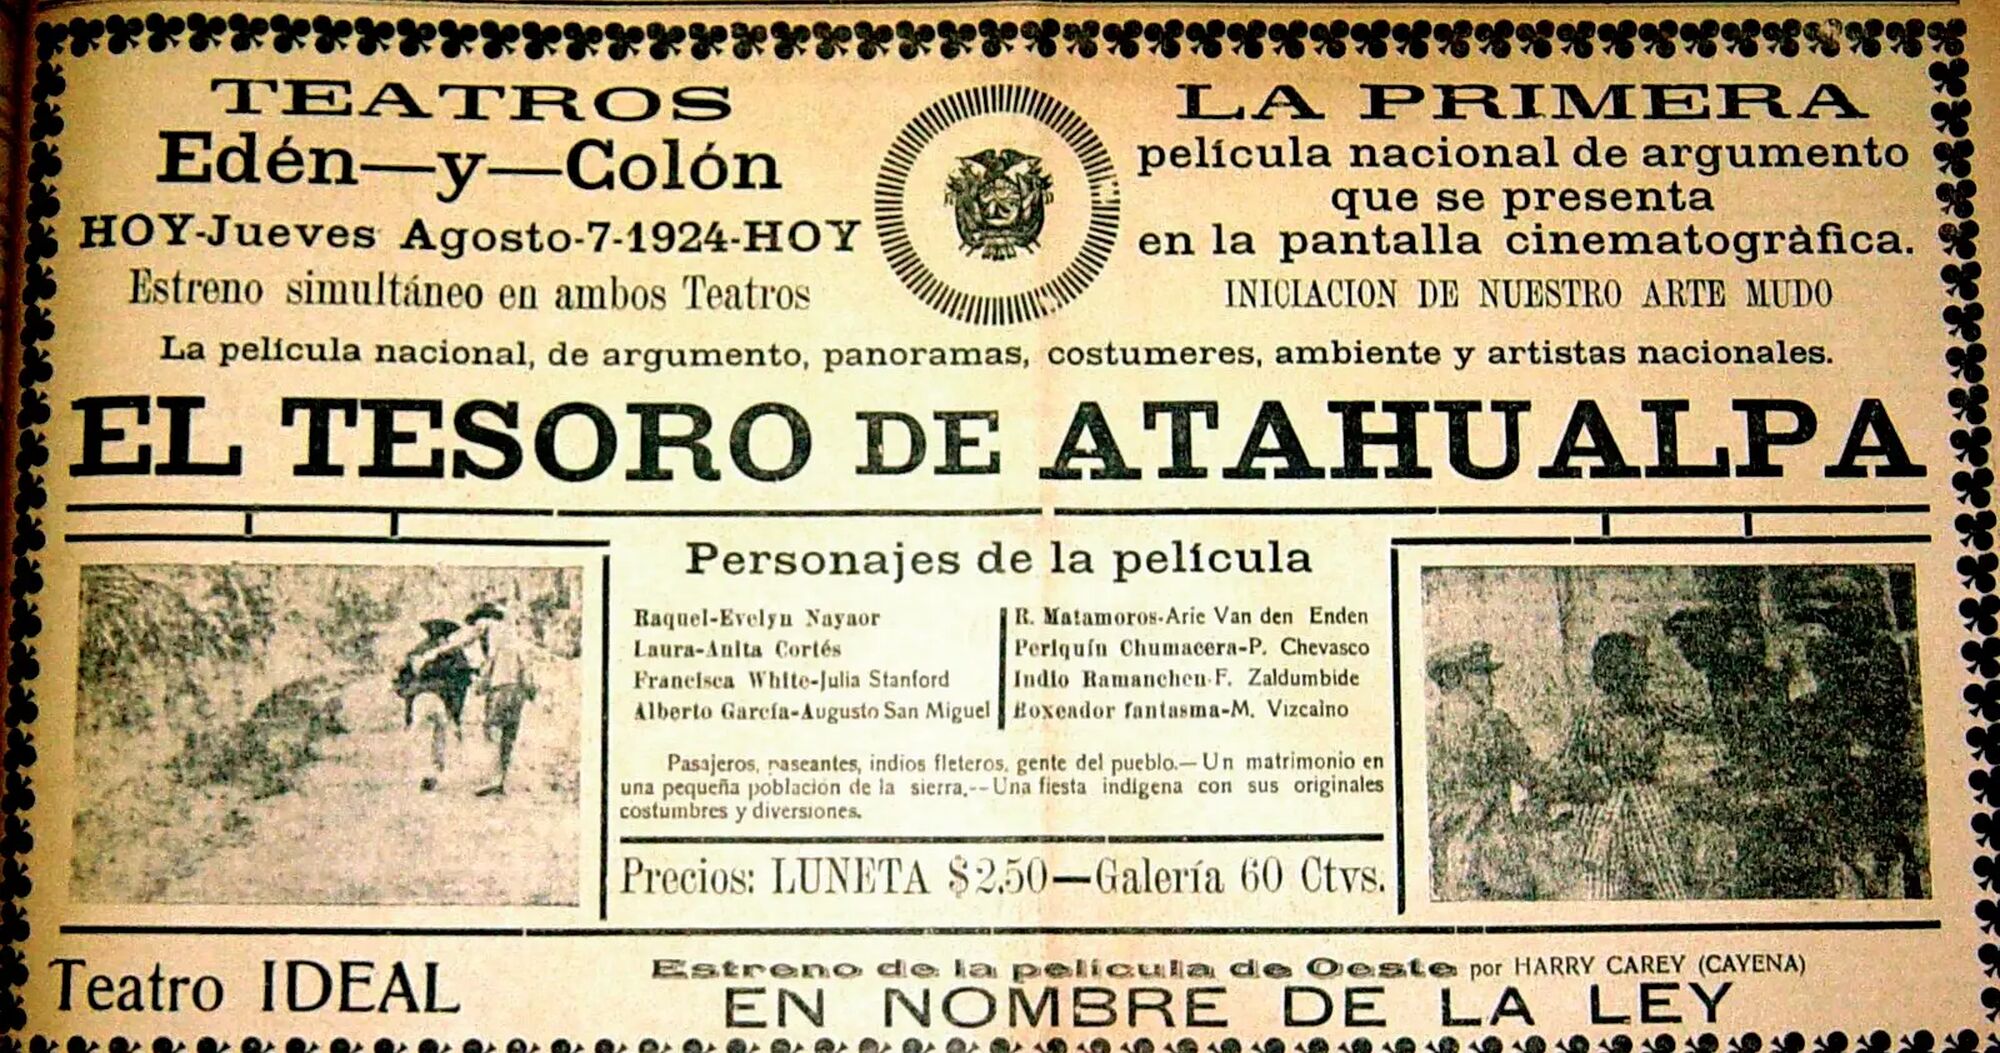 TEATROS
Edén—y—Colón
HOY-Jueves Agosto-7-1924-HOY
Estreno simultáneo en ambos Teatros
LA PRIMERA
película nacional de argumento
que se presenta
en la pantalla cinematogràfica.
INICIACION DE NUESTRO ARTE MUDO
La película nacional, de argumento, panoramas, costumeres, ambiente y artistas nacionales.
EL TESORO DE ATAHUALPA
Personajes de la película
Raquel-Evelyn Nayaor
Laura-Anita Cortés
Francisca White-Julia Stanford
Alberto García-Augusto San Miguel
R. Matamoros-Arie Van den Enden
Periquín Chumacera-P. Chevasco
Indio Ramanchen-F. Zaldumbide
Boxeador fantasma-M. Vizcaino
Pasajeros, paseantes, indios fleteros, gente del pueblo.—Un matrimonio en
una pequeña población de la sierra.--Una fiesta indígena con sus originales
costumbres y diversiones.
Precios: LUNETA $2.50—Galería 60 Ctvs.
Teatro IDEAL
Estreno de la película de Oeste por HARRY CAREY (CAYENA)
EN NOMBRE DE LA LEY